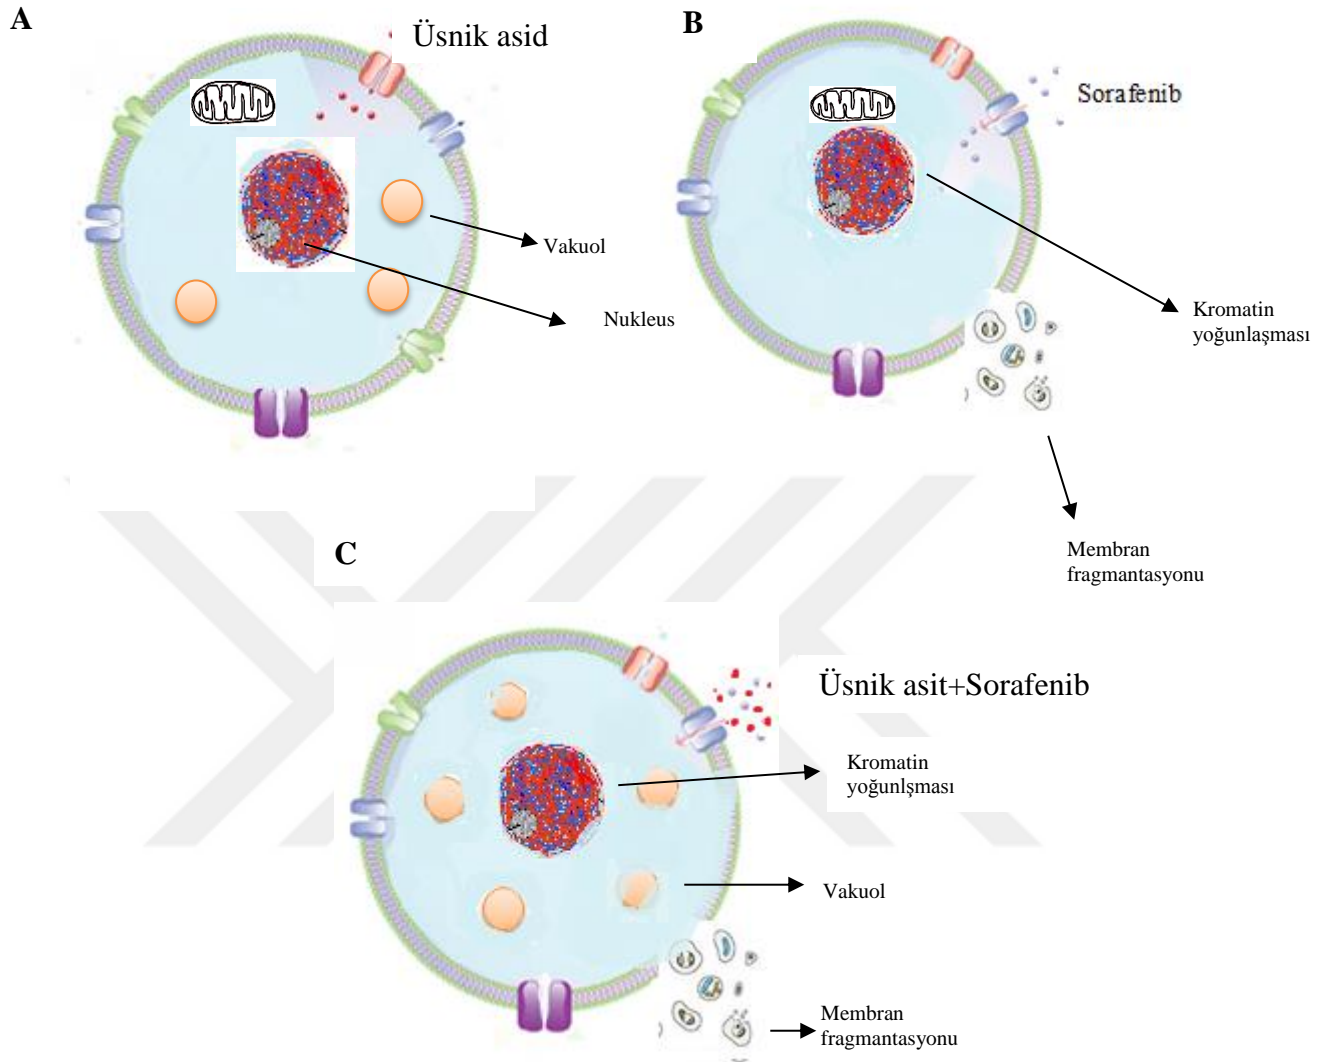 A
Üsnik asid
Vakuol
Nukleus
B
Sorafenib
Kromatin
yoğunlaşması
Membran
fragmantasyonu
C
Üsnik asit+Sorafenib
Kromatin
yoğunlşması
Vakuol
Membran
fragmantasyonu